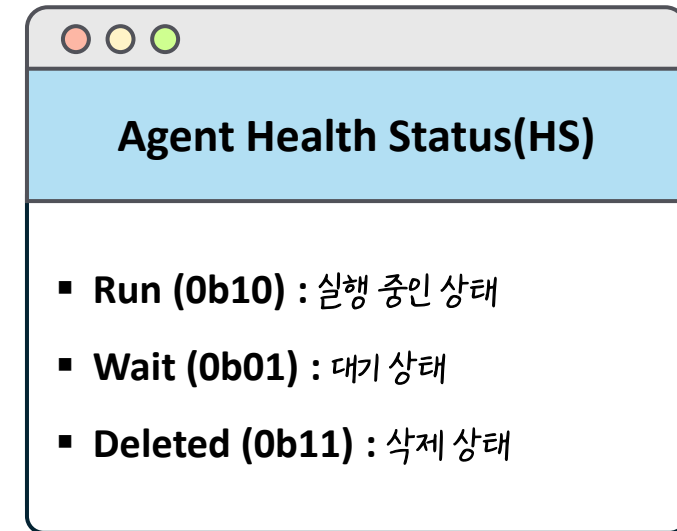 Agent Health Status(HS)
▪ Run (0b10) : 실행 중인 상태
▪ Wait (0b01) : 대기 상태
▪ Deleted (0b11) : 삭제 상태